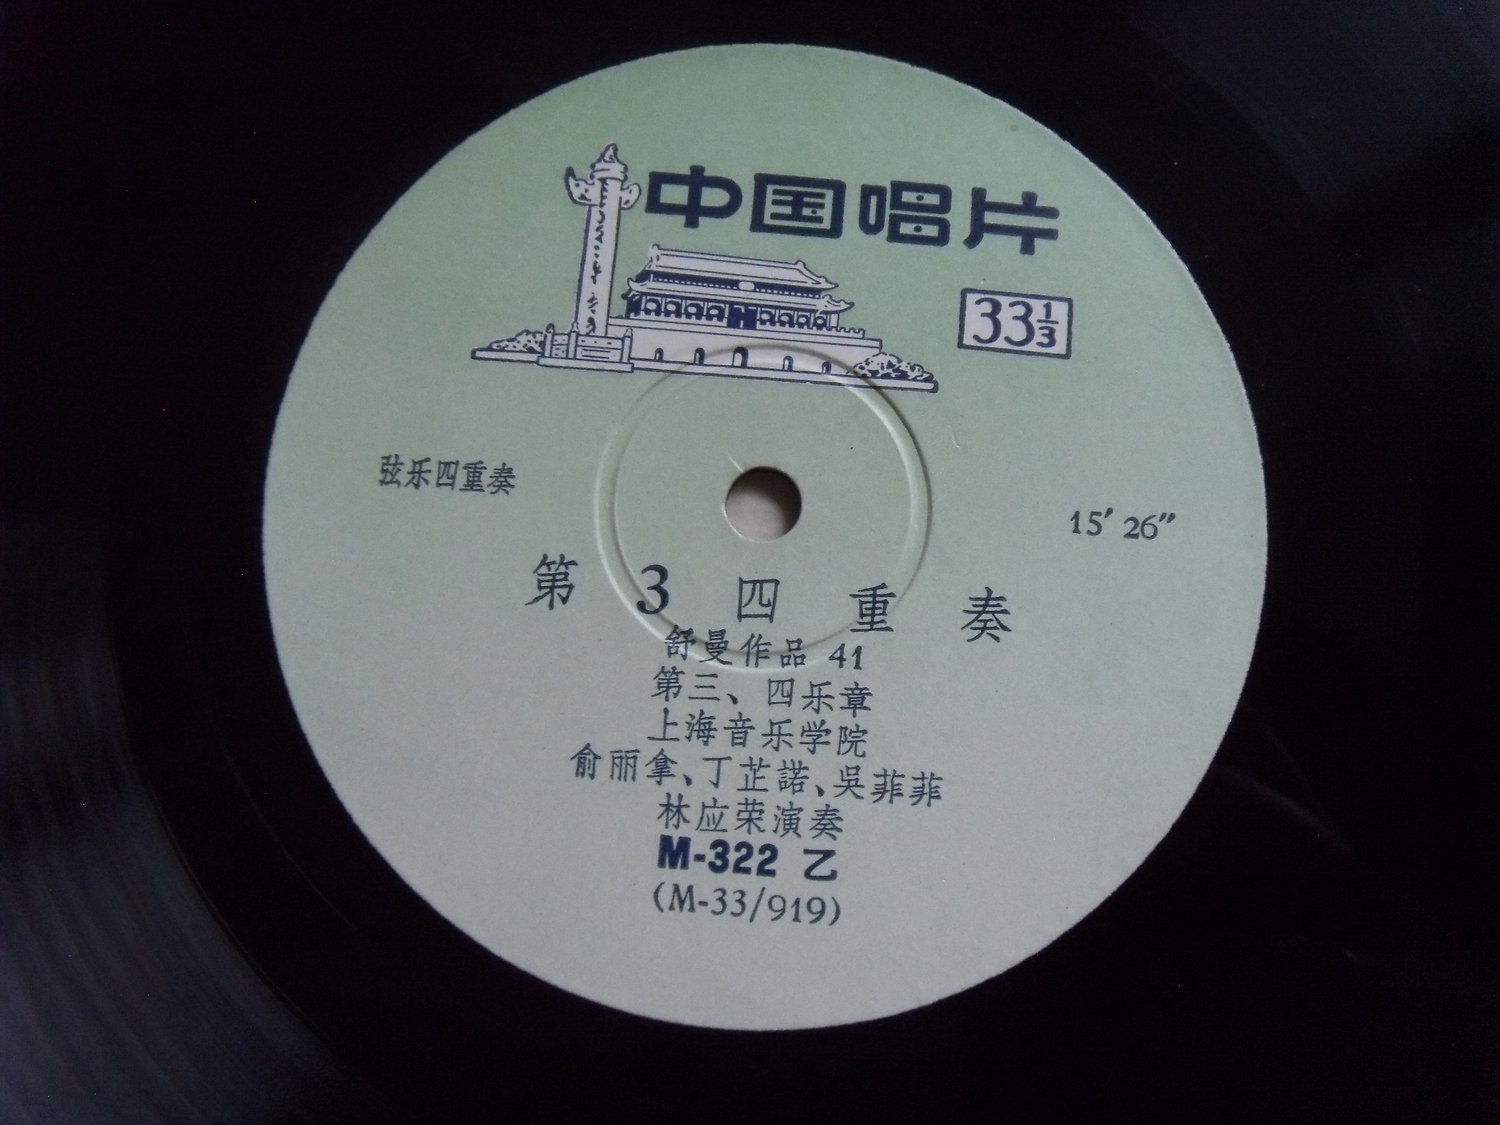 中国唱片
33⅓
弦乐四重奏
15′ 26″
第 3 四重奏
舒曼作品 41
第三、四乐章
上海音乐学院
俞丽拿、丁芷諾、吳菲菲
林应荣演奏
M-322 乙
(M-33/919)